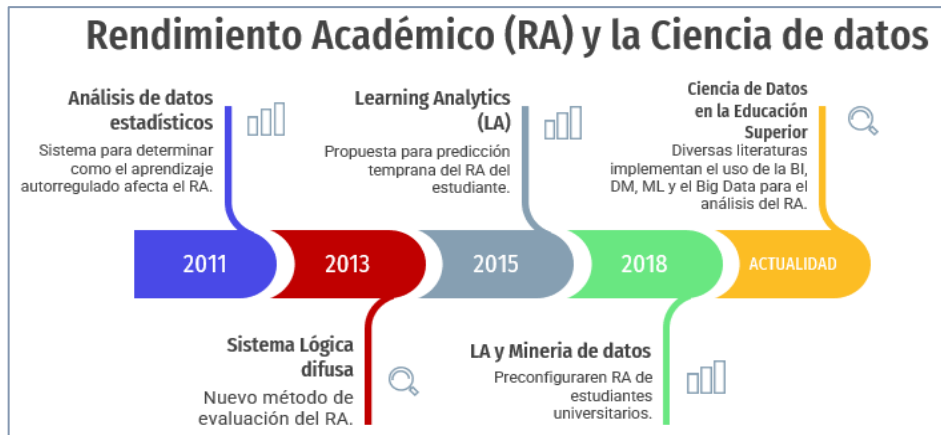 Rendimiento Académico (RA) y la Ciencia de datos
Análisis de datos
estadísticos
Sistema para determinar
como el aprendizaje
autorregulado afecta el RA.
Learning Analytics
(LA)
Propuesta para predicción
temprana del RA del
estudiante.
Ciencia de Datos
en la Educación
Superior
Diversas literaturas
implementan el uso de la BI,
DM, ML y el Big Data para el
análisis del RA.
2011
2013
2015
2018
ACTUALIDAD
Sistema Lógica
difusa
Nuevo método de
evaluación del RA.
LA y Mineria de datos
Preconfiguraren RA de
estudiantes
universitarios.